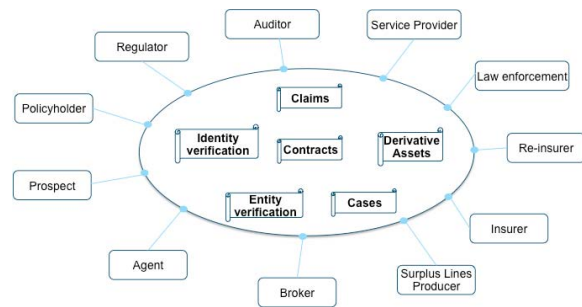 Auditor
Service Provider
Regulator
Law enforcement
Claims
Policyholder
Identity
verification
Contracts
Derivative
Assets
Re-insurer
Prospect
Entity
verification
Cases
Insurer
Agent
Surplus Lines
Producer
Broker